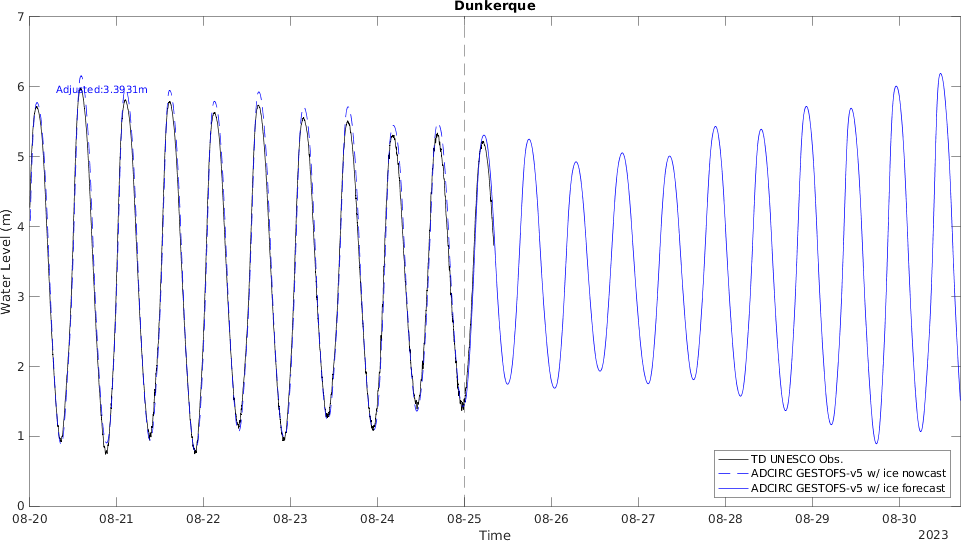 Dunkerque
7
6
5
4
3
2
1
0
Water Level (m)
Adjusted:3.3931m
TD UNESCO Obs.
ADCIRC GESTOFS-v5 w/ ice nowcast
ADCIRC GESTOFS-v5 w/ ice forecast
08-20 08-21 08-22 08-23 08-24 08-25 08-26 08-27 08-28 08-29 08-30
Time 2023